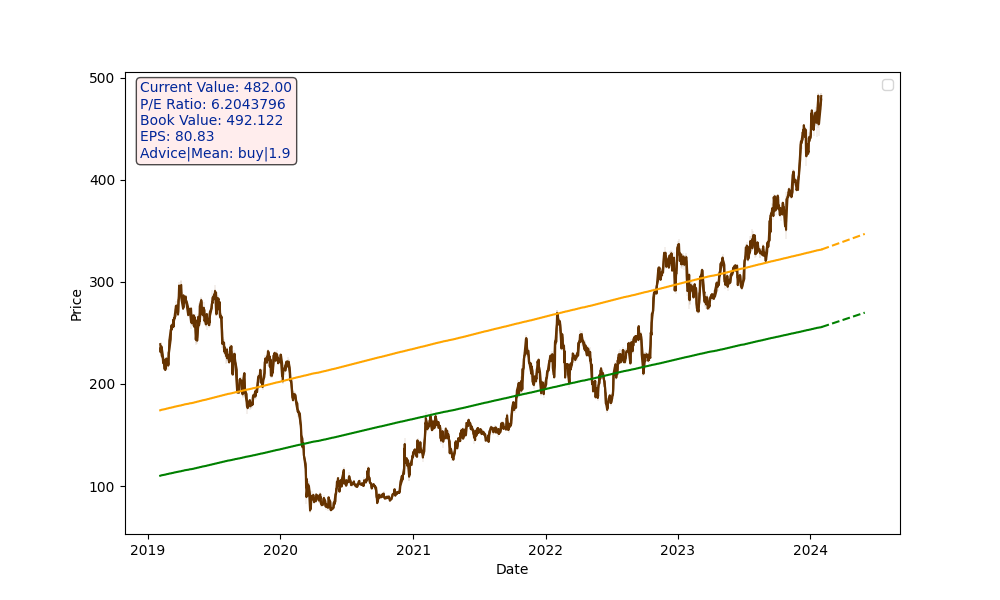 500
400
300
200
100
Price
Current Value: 482.00
P/E Ratio: 6.2043796
Book Value: 492.122
EPS: 80.83
Advice|Mean: buy|1.9
2019 2020 2021 2022 2023 2024
Date